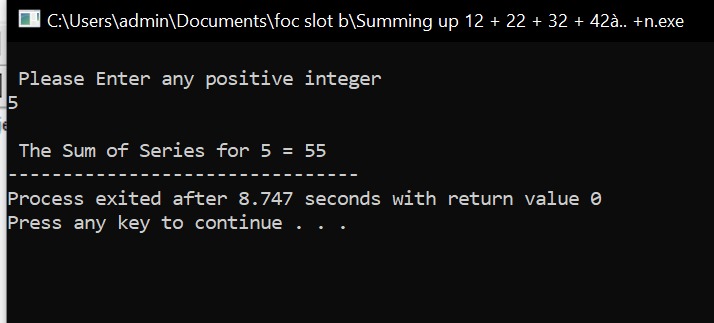 C:\Users\admin\Documents\foc slot b\Summing up 12 + 22 + 32 + 42à.. +n.exe
Please Enter any positive integer
5
The Sum of Series for 5 = 55
--------------------------------
Process exited after 8.747 seconds with return value 0
Press any key to continue . . .